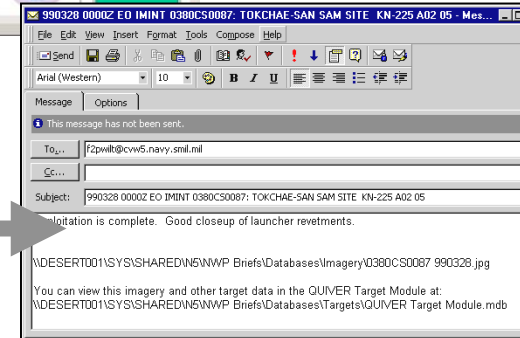 990328 0000Z EO IMINT 0380CS0087: TOKCHAE-SAN SAM SITE KN-225 A02 05 - Mes...
File Edit View Insert Format Tools Compose Help
Send
Arial (Western) 10 B I U
Message Options
This message has not been sent.
To... f2pwilt@cvw5.navy.smil.mil
Cc...
Subject: 990328 0000Z EO IMINT 0380CS0087: TOKCHAE-SAN SAM SITE KN-225 A02 05
is complete. Good closeup of launcher revetments.
\\DESERT001\SYS\SHARED\N5\NWP Briefs\Databases\Imagery\0380CS0087 990328.jpg
You can view this imagery and other target data in the QUIVER Target Module at:
\\DESERT001\SYS\SHARED\N5\NWP Briefs\Databases\Targets\QUIVER Target Module.mdb